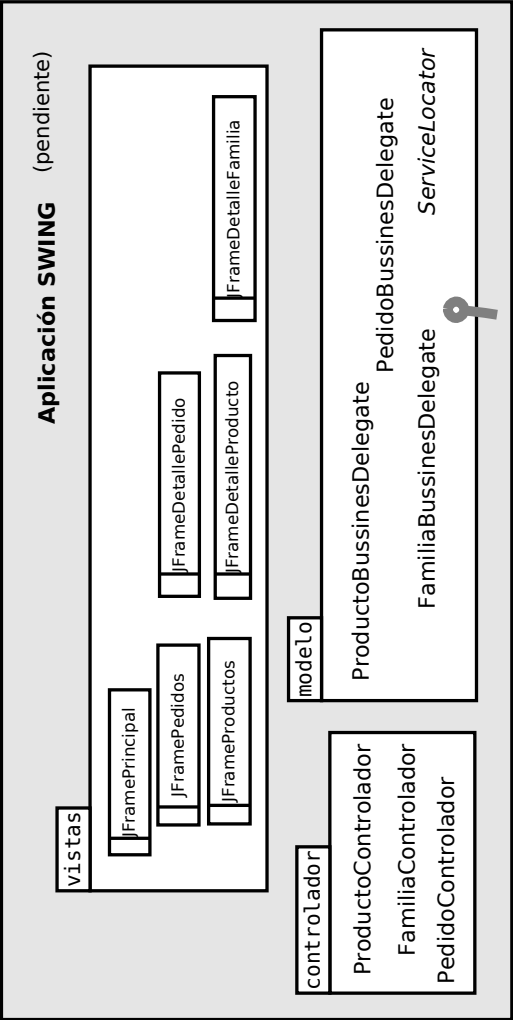 Aplicación SWING (pendiente)
vistas
JFramePrincipal
JFramePedidos
JFrameProductos
JFrameDetallePedido
JFrameDetalleProducto
JFrameDetalleFamilia
controlador
ProductoControlador
FamiliaControlador
PedidoControlador
modelo
ProductoBussinesDelegate
PedidoBussinesDelegate
FamiliaBussinesDelegate
ServiceLocator